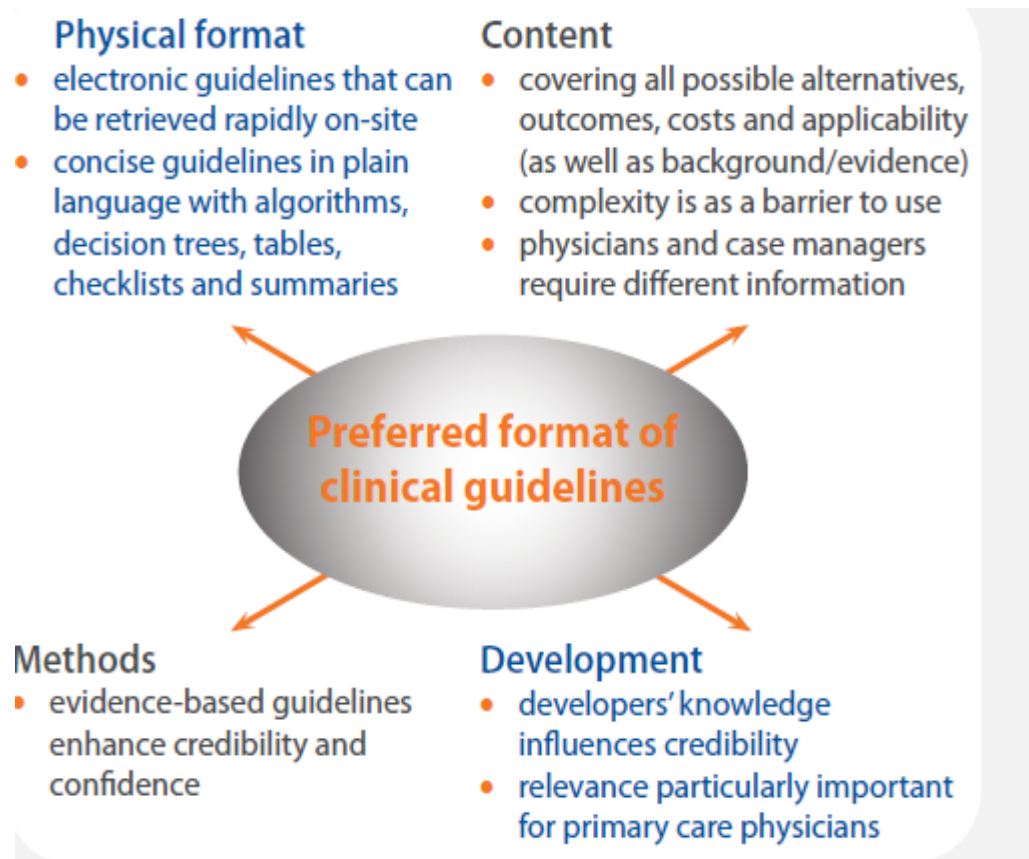 Physical format
• electronic guidelines that can
be retrieved rapidly on-site
• concise guidelines in plain
language with algorithms,
decision trees, tables,
checklists and summaries
Content
• covering all possible alternatives,
outcomes, costs and applicability
(as well as background/evidence)
• complexity is as a barrier to use
• physicians and case managers
require different information
Preferred format of
clinical guidelines
Methods
• evidence-based guidelines
enhance credibility and
confidence
Development
• developers’ knowledge
influences credibility
• relevance particularly important
for primary care physicians